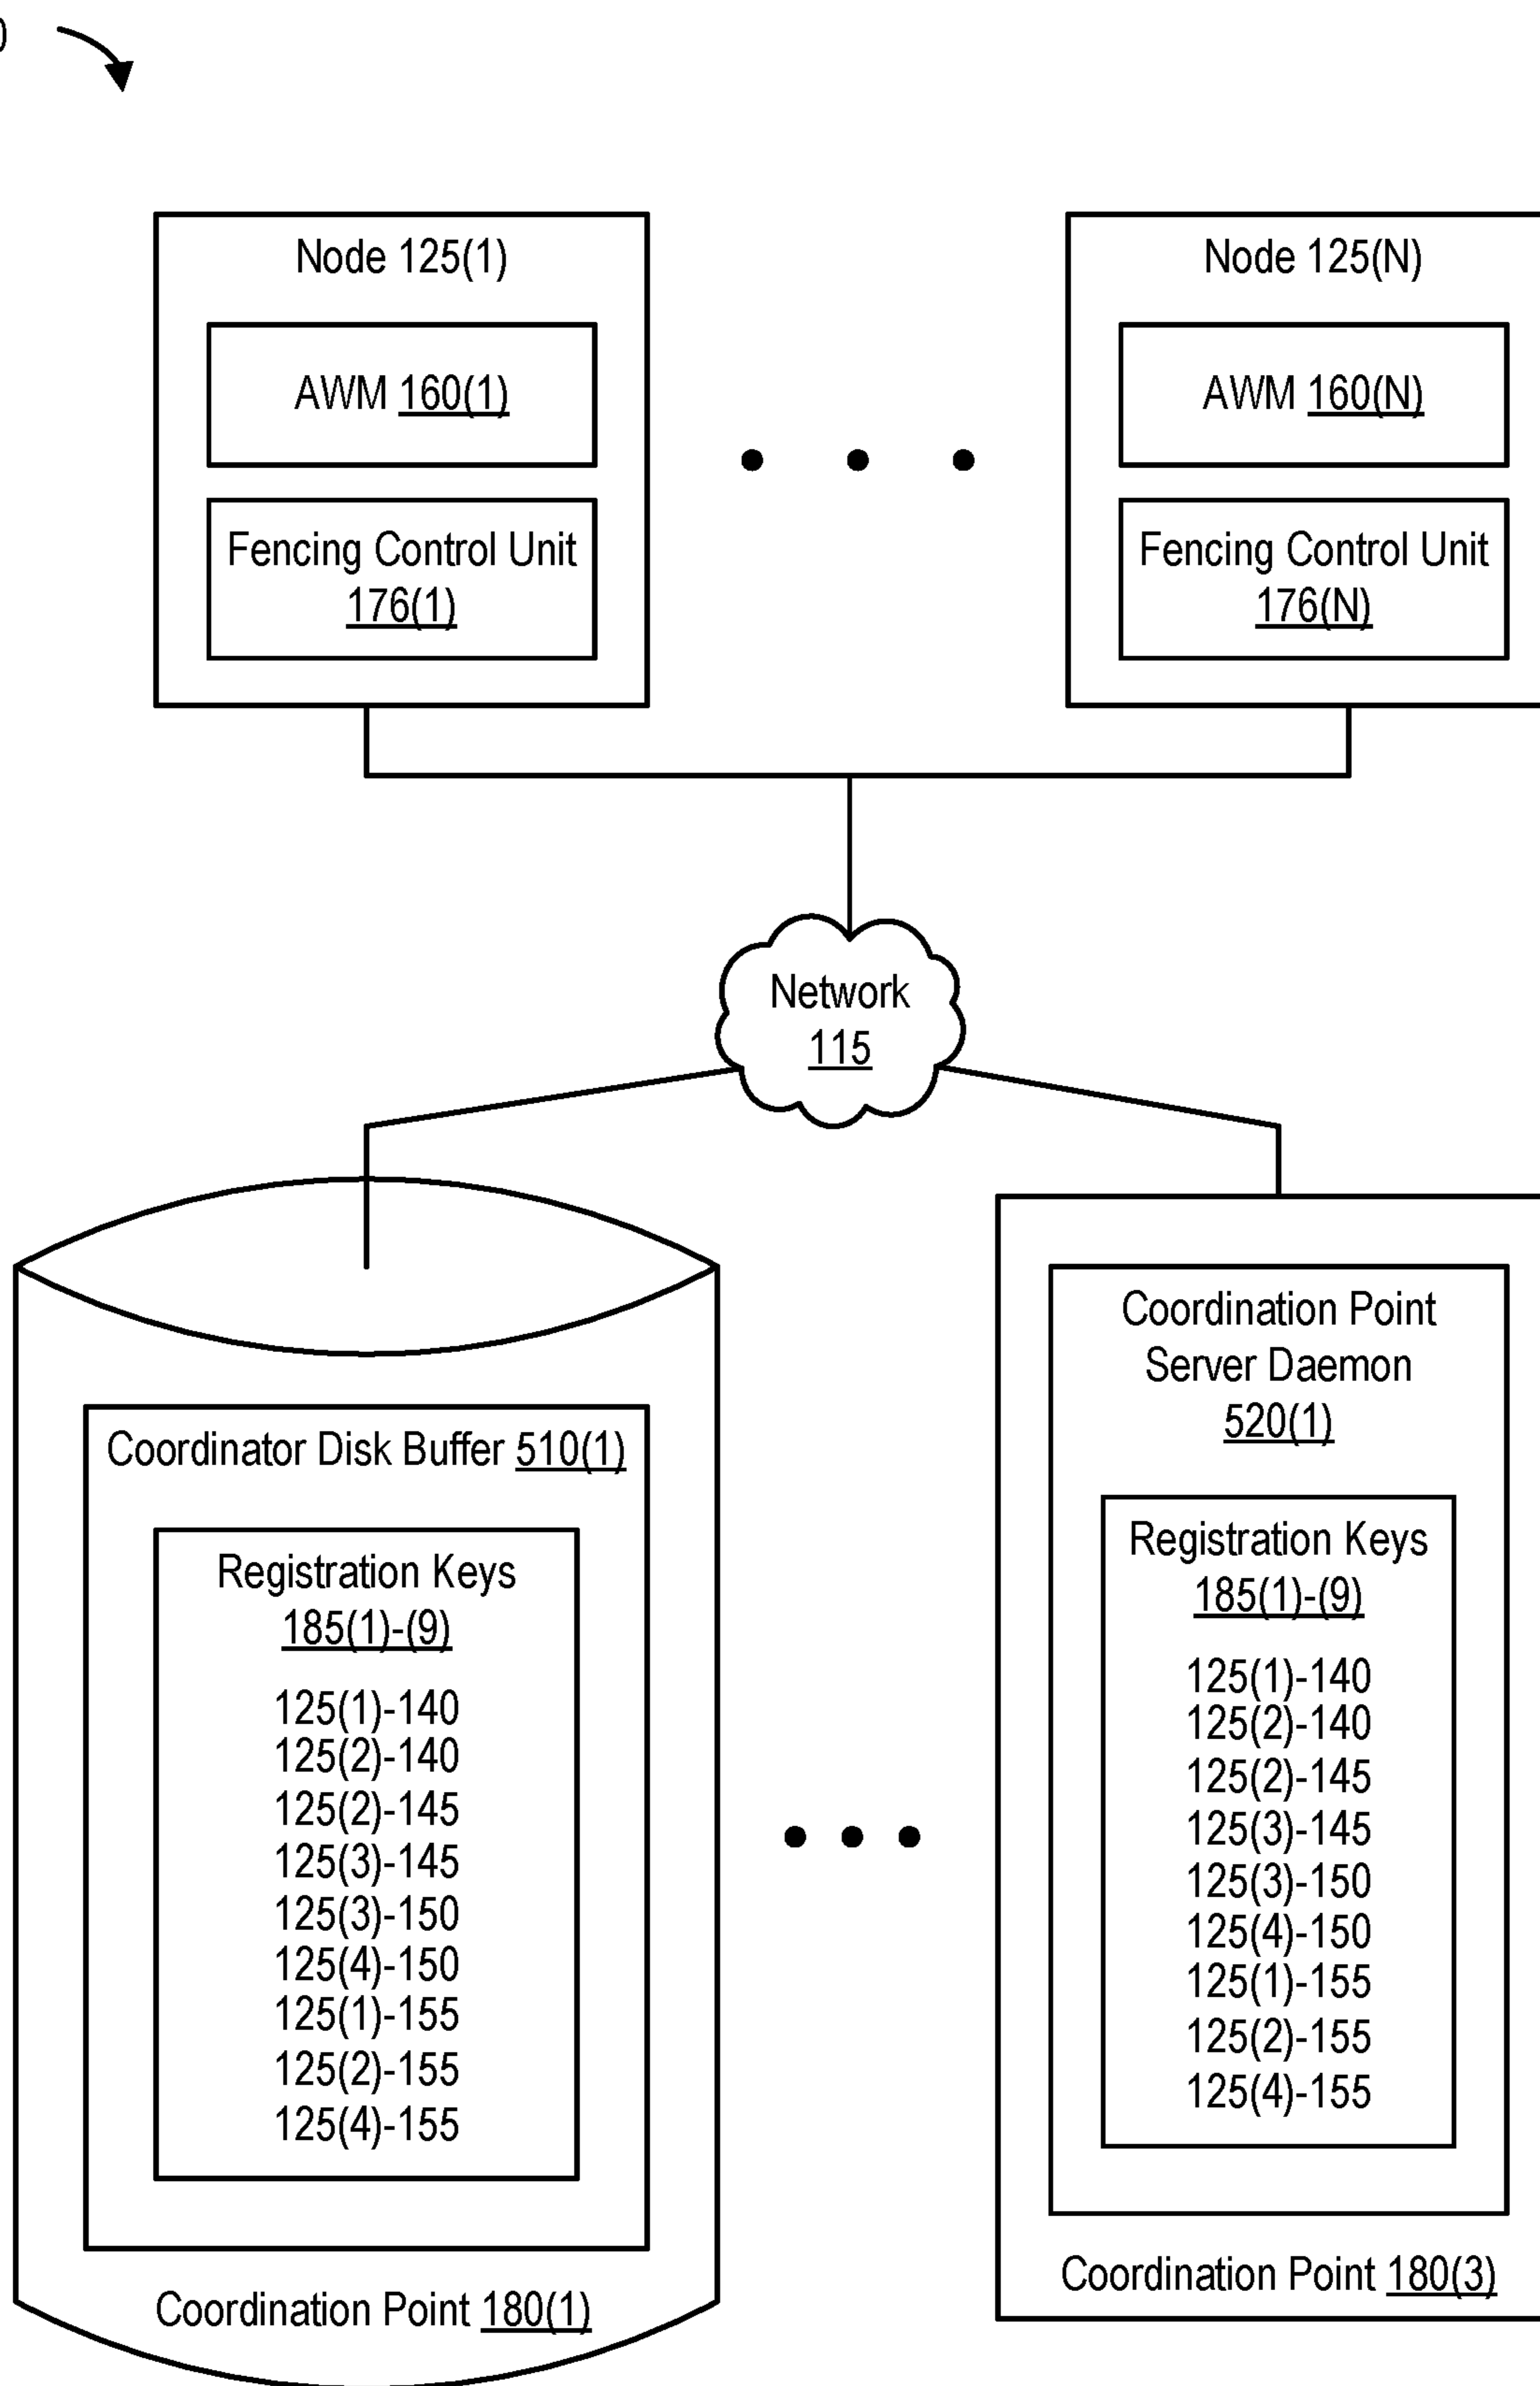 Node 125(1)
AWM 160(1)
Fencing Control Unit
176(1)
Node 125(N)
AWM 160(N)
Fencing Control Unit
176(N)
Network
115
Coordinator Disk Buffer 510(1)
Registration Keys
185(1)-(9)
125(1)-140
125(2)-140
125(2)-145
125(3)-145
125(3)-150
125(4)-150
125(1)-155
125(2)-155
125(4)-155
Coordination Point 180(1)
Coordination Point
Server Daemon
520(1)
Registration Keys
185(1)-(9)
125(1)-140
125(2)-140
125(2)-145
125(3)-145
125(3)-150
125(4)-150
125(1)-155
125(2)-155
125(4)-155
Coordination Point 180(3)